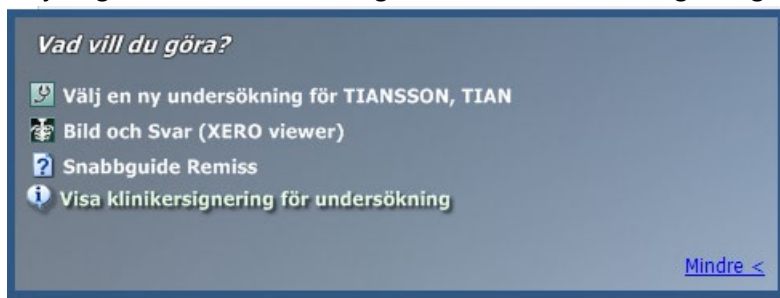 Vad vill du göra?
Välj en ny undersökning för TIANSSON, TIAN
Bild och Svar (XERO viewer)
Snabbguide Remiss
Visa klinikersignering för undersökning
Mindre <